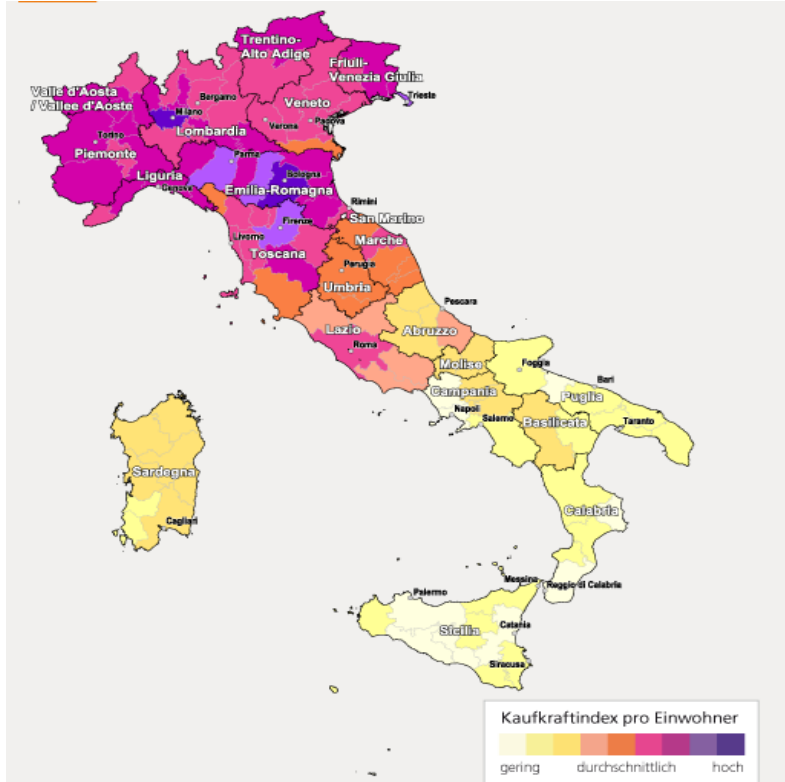 Trentino-
Alto Adige
Friuli-
Venezia Giulia
Valle d'Aosta
/ Vallee d'Aoste
Bergamo
Milano
Veneto
Trieste
Verona
Padova
Lombardia
Torino
Piemonte
Parma
Liguria
Genova
Bologna
Emilia-Romagna
Rimini
San Marino
Firenze
Livorno
Marche
Toscana
Perugia
Umbria
Pescara
Lazio
Abruzzo
Roma
Molise
Foggia
Campania
Bari
Puglia
Napoli
Salerno
Basilicata
Taranto
Sardegna
Cagliari
Calabria
Messina
Reggio di Calabria
Palermo
Catania
Sicilia
Siracusa
Kaufkraftindex pro Einwohner
gering durchschnittlich hoch